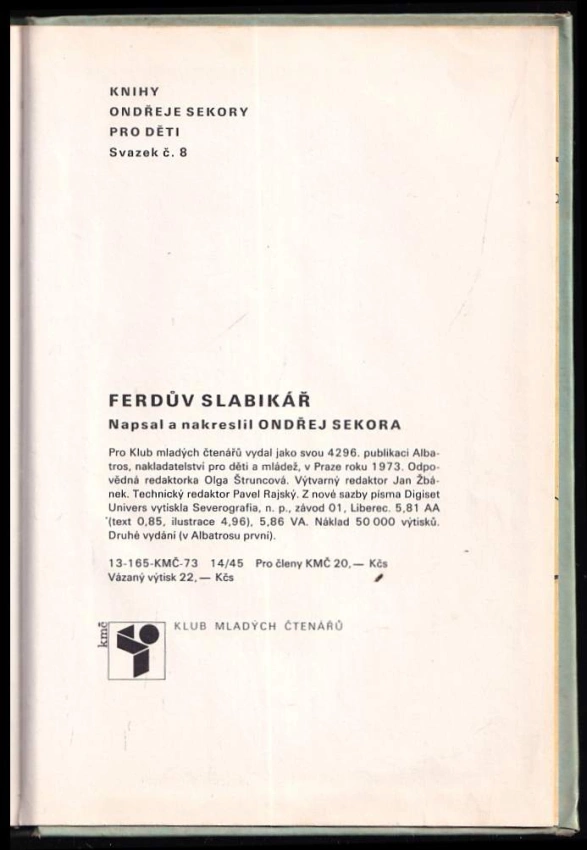 KNIHY
ONDŘEJE SEKORY
PRO DĚTI
Svazek č. 8
FERDŮV SLABIKÁŘ
Napsal a nakreslil ONDŘEJ SEKORA
Pro Klub mladých čtenářů vydal jako svou 4296. publikaci Alba-
tros, nakladatelství pro děti a mládež, v Praze roku 1973. Odpo-
vědná redaktorka Olga Štruncová. Výtvarný redaktor Jan Žbá-
nek. Technický redaktor Pavel Rajský. Z nové sazby písma Digiset
Univers vytiskla Severografia, n. p., závod 01, Liberec. 5,81 AA
(text 0,85, ilustrace 4,96), 5,86 VA. Náklad 50 000 výtisků.
Druhé vydání (v Albatrosu první).
13-165-KMČ-73 14/45 Pro členy KMČ 20,— Kčs
Vázaný výtisk 22,— Kčs
kmč
KLUB MLADÝCH ČTENÁŘŮ